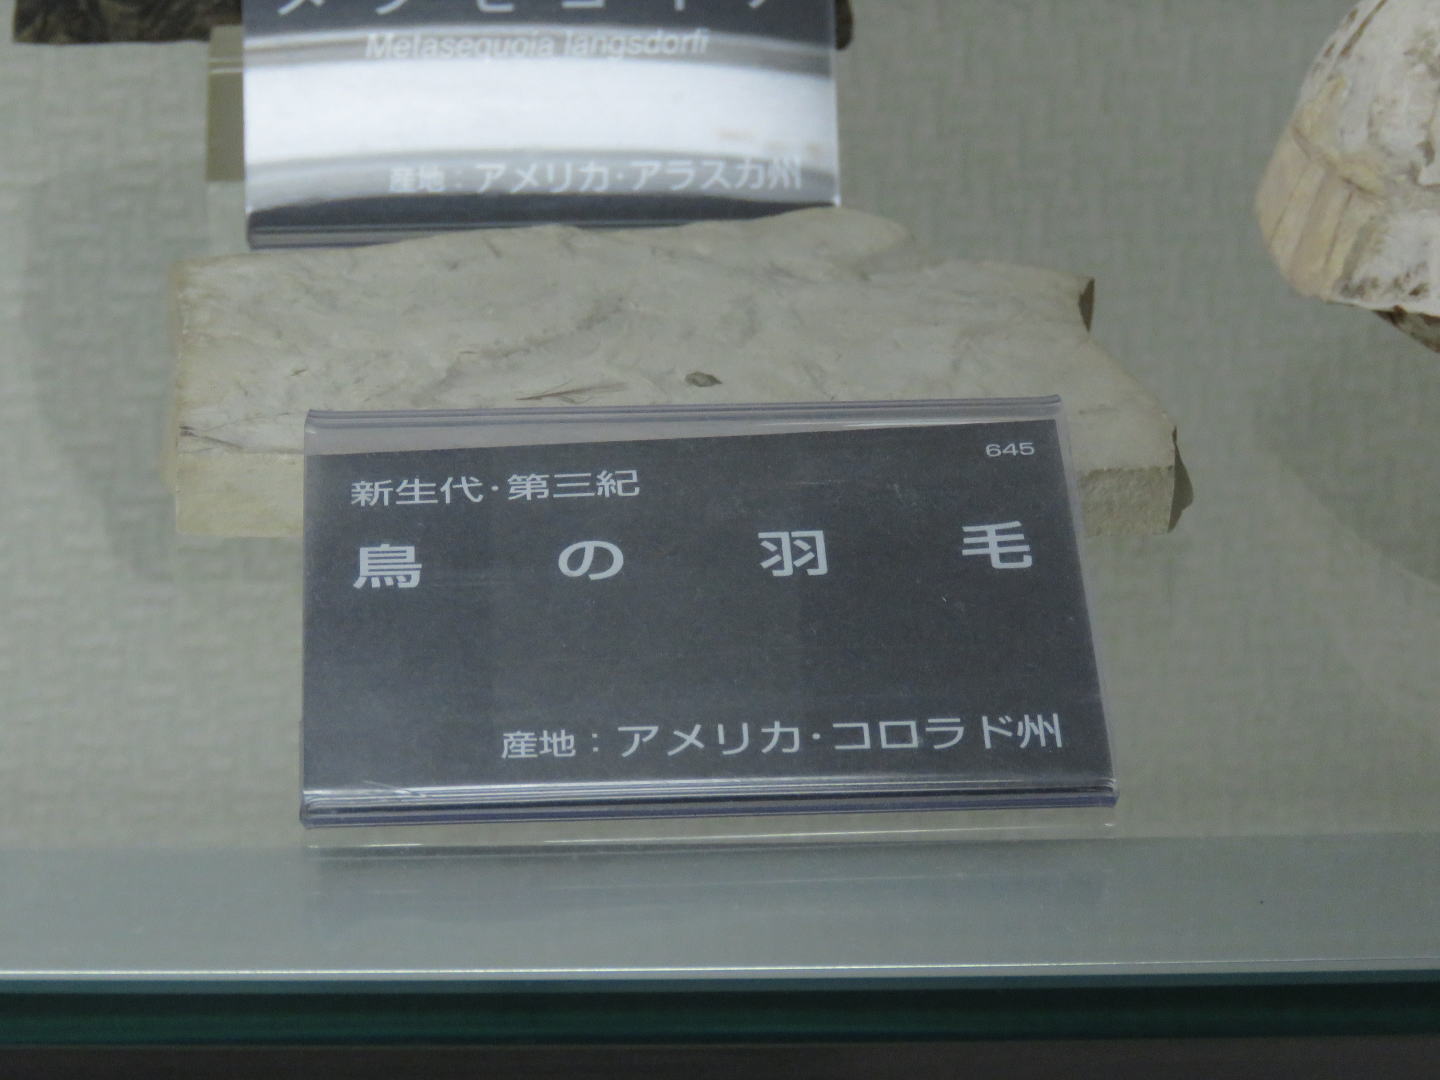 Metasequoia langsdorfi
産地：アメリカ・アラスカ州
645
新生代・第三紀
鳥の羽毛
産地：アメリカ・コロラド州